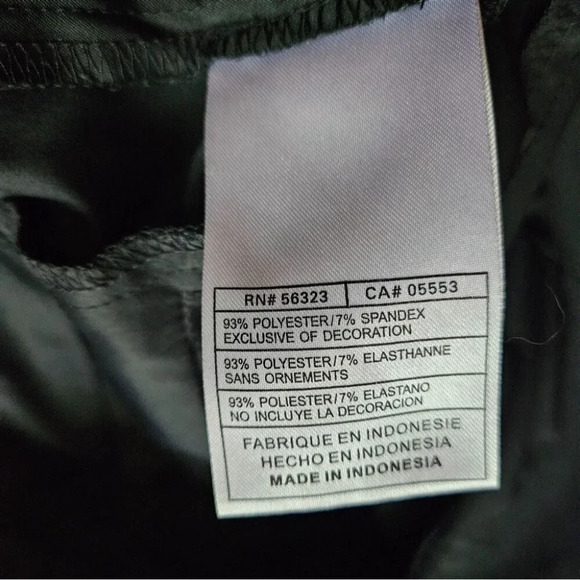 RN# 56323 CA# 05553
93% POLYESTER/7% SPANDEX
EXCLUSIVE OF DECORATION
93% POLYESTER/7% ELASTHANNE
SANS ORNEMENTS
93% POLIESTER/7% ELASTANO
NO INCLUYE LA DECORACION
FABRIQUE EN INDONESIE
HECHO EN INDONESIA
MADE IN INDONESIA